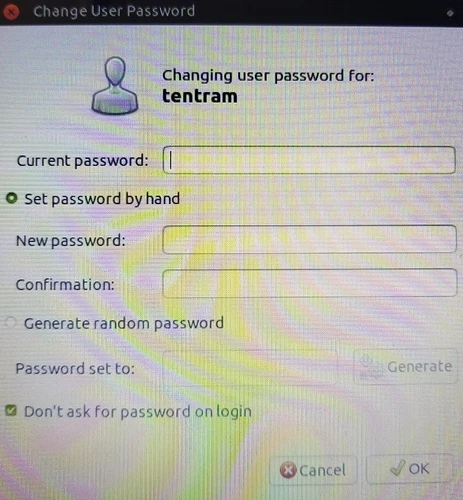 Change User Password
Changing user password for:
tentram
Current password:
Set password by hand
New password:
Confirmation:
Generate random password
Password set to:
Generate
Don't ask for password on login
Cancel
OK